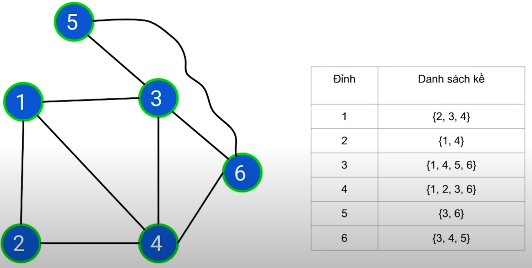 5
1
3
6
2
4
Đỉnh Danh sách kề
1 {2, 3, 4}
2 {1, 4}
3 {1, 4, 5, 6}
4 {1, 2, 3, 6}
5 {3, 6}
6 {3, 4, 5}